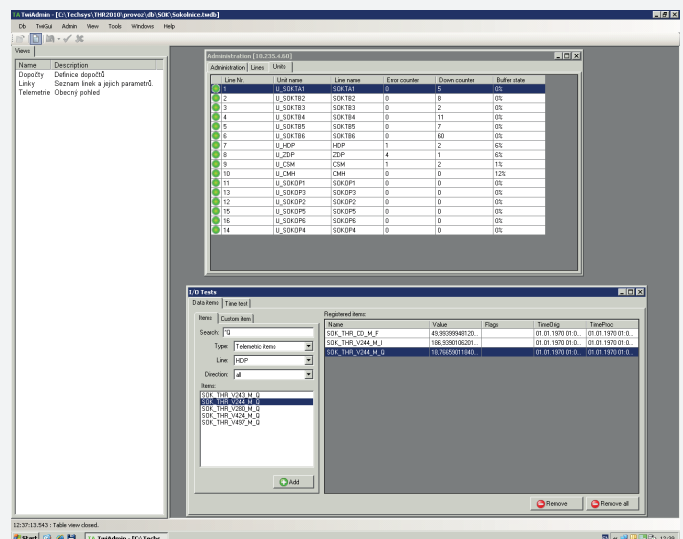 TwiAdmin - [C:\Techsys\THR2010\provoz\db\SOK\Sokolnice.twdb]
Db TwiGui Admin View Tools Windows Help
Views
Name Description
Dopočty Definice dopočtů
Linky Seznam linek a jejich parametrů.
Telemetrie Obecný pohled
Administration [10.235.4.60]
Administration Lines Units
Line Nr. Unit name Line name Error counter Down counter Buffer state
1 U_SOKTA1 SOKTA1 0 5 0%
2 U_SOKTB2 SOKTB2 0 8 0%
3 U_SOKTB3 SOKTB3 0 2 0%
4 U_SOKTB4 SOKTB4 0 11 0%
5 U_SOKTB5 SOKTB5 0 7 0%
6 U_SOKTB6 SOKTB6 0 60 0%
7 U_HDP HDP 1 2 6%
8 U_ZDP ZDP 4 1 6%
9 U_CSM CSM 1 2 1%
10 U_CMH CMH 0 0 12%
11 U_SOKOP1 SOKOP1 0 0 0%
13 U_SOKOP3 SOKOP3 0 0 0%
12 U_SOKOP2 SOKOP2 0 0 0%
15 U_SOKOP5 SOKOP5 0 0 0%
16 U_SOKOP6 SOKOP6 0 0 0%
14 U_SOKOP4 SOKOP4 0 0 0%
I/O Tests
Data items Time test
Items Custom item
Search: *Q
Type: Telemetric items
Line: HDP
Direction: all
Items:
SOK_THR_V243_M_Q
SOK_THR_V244_M_Q
SOK_THR_V280_M_Q
SOK_THR_V424_M_Q
SOK_THR_V497_M_Q
Add
Registered items:
Name Value Flags TimeOrig TimeProc
SOK_THR_CD_M_F 49,99399948120... 01.01.1970 01:0... 01.01.1970 01:0...
SOK_THR_V244_M_I 186,9390106201... 01.01.1970 01:0... 01.01.1970 01:0...
SOK_THR_V244_M_Q 18,76659011840... 01.01.1970 01:0... 01.01.1970 01:0...
Remove Remove all
12:37:13.543 : Table view closed.
Start TwiAdmin - [C:\Techs... 12:39